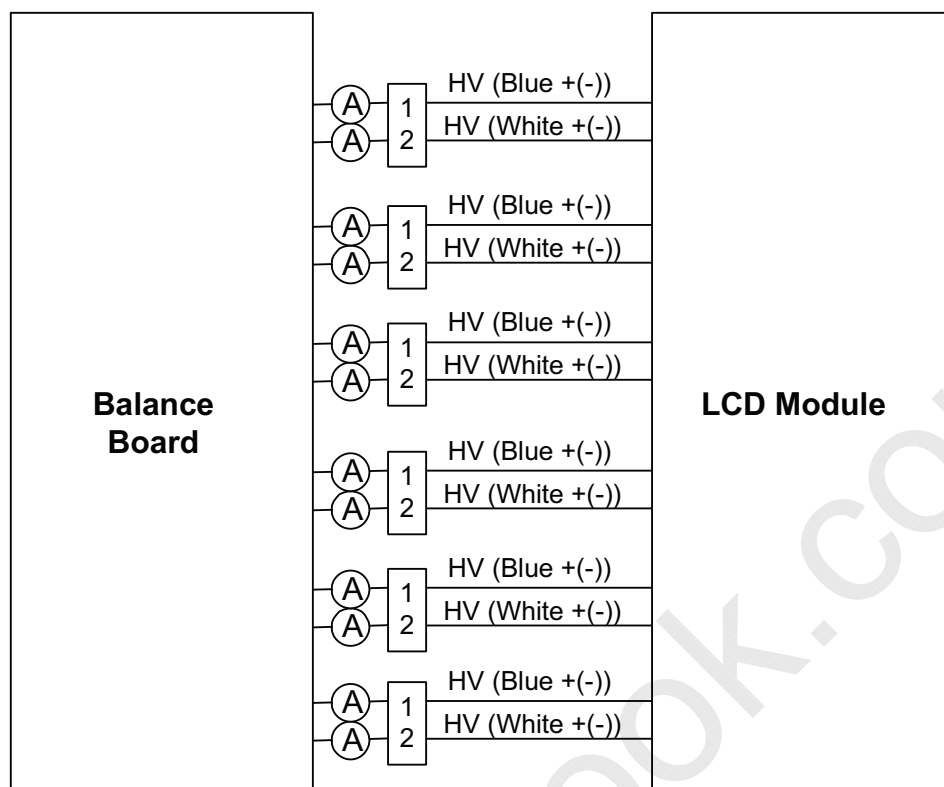 HV (Blue +(-))
A 1
HV (White +(-))
A 2
HV (Blue +(-))
A 1
HV (White +(-))
A 2
HV (Blue +(-))
A 1
HV (White +(-))
A 2
Balance
Board
LCD Module
HV (Blue +(-))
A 1
HV (White +(-))
A 2
HV (Blue +(-))
A 1
HV (White +(-))
A 2
HV (Blue +(-))
A 1
HV (White +(-))
A 2